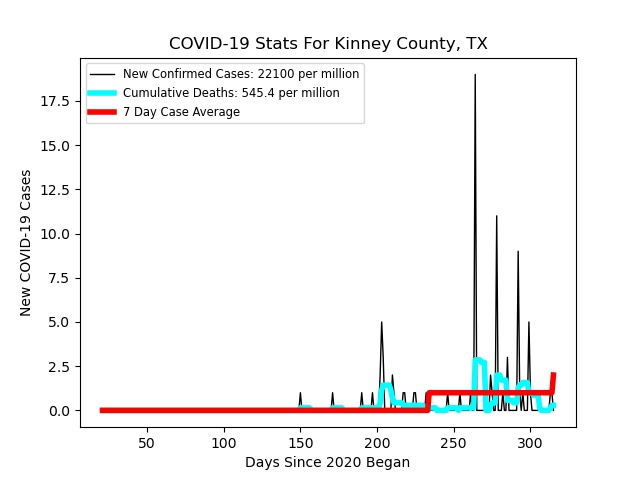 COVID-19 Stats For Kinney County, TX
New Confirmed Cases: 22100 per million
Cumulative Deaths: 545.4 per million
7 Day Case Average
New COVID-19 Cases
17.5
15.0
12.5
10.0
7.5
5.0
2.5
0.0
50 100 150 200 250 300
Days Since 2020 Began